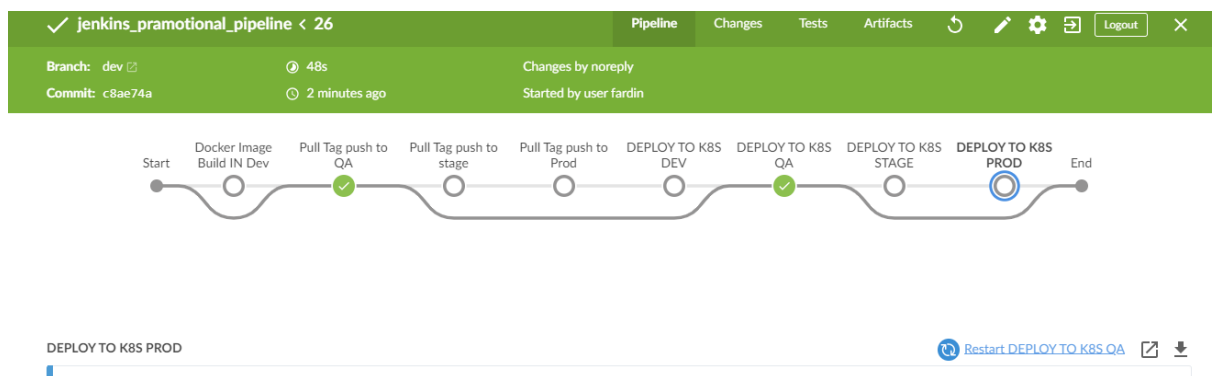 jenkins_pramotional_pipeline < 26
Pipeline Changes Tests Artifacts Logout
Branch: dev 48s Changes by noreply
Commit: c8ae74a 2 minutes ago Started by user fardin
Start
Docker Image
Build IN Dev
Pull Tag push to
QA
Pull Tag push to
stage
Pull Tag push to
Prod
DEPLOY TO K8S
DEV
DEPLOY TO K8S
QA
DEPLOY TO K8S
STAGE
DEPLOY TO K8S
PROD
End
DEPLOY TO K8S PROD
Restart DEPLOY TO K8S QA